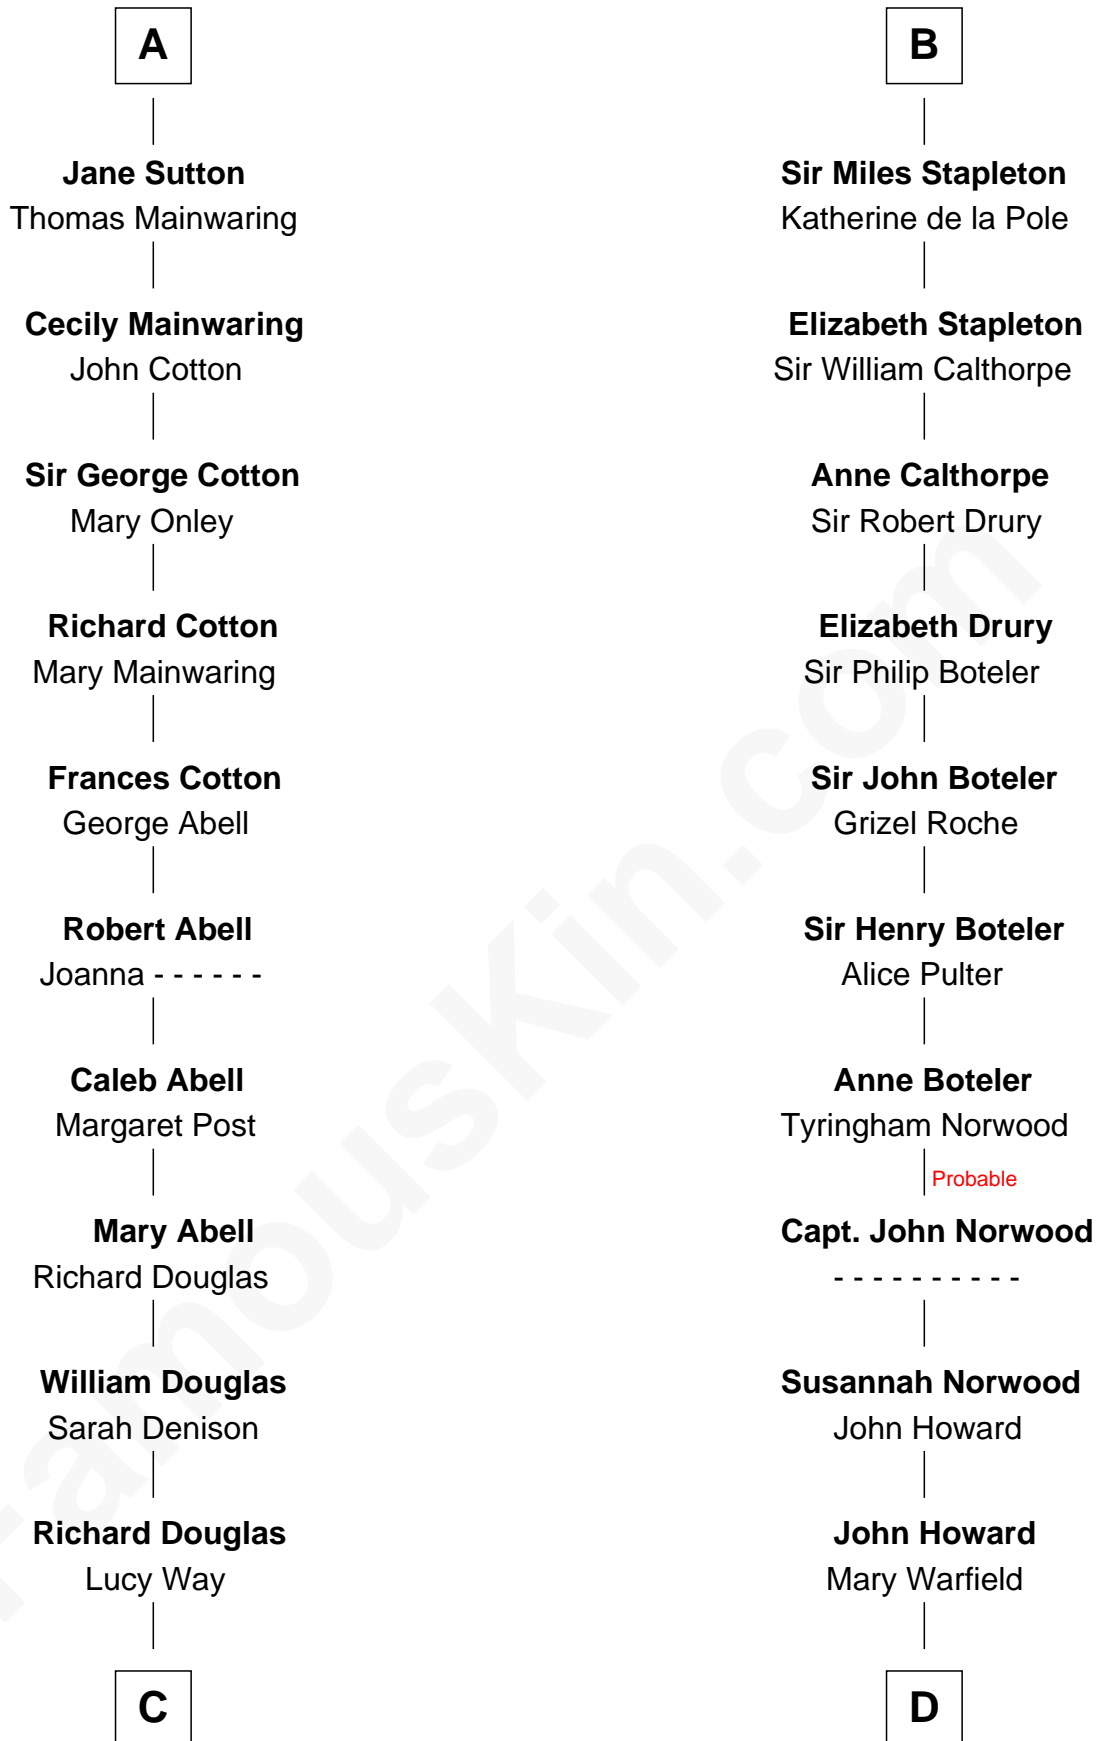 A
Jane Sutton
Thomas Mainwaring
Cecily Mainwaring
John Cotton
Sir George Cotton
Mary Onley
Richard Cotton
Mary Mainwaring
Frances Cotton
George Abell
Robert Abell
Joanna - - - - - -
Caleb Abell
Margaret Post
Mary Abell
Richard Douglas
William Douglas
Sarah Denison
Richard Douglas
Lucy Way
C
B
Sir Miles Stapleton
Katherine de la Pole
Elizabeth Stapleton
Sir William Calthorpe
Anne Calthorpe
Sir Robert Drury
Elizabeth Drury
Sir Philip Boteler
Sir John Boteler
Grizel Roche
Sir Henry Boteler
Alice Pulter
Anne Boteler
Tyringham Norwood
Probable
Capt. John Norwood
- - - - - - - - - -
Susannah Norwood
John Howard
John Howard
Mary Warfield
D
FamousKin.com